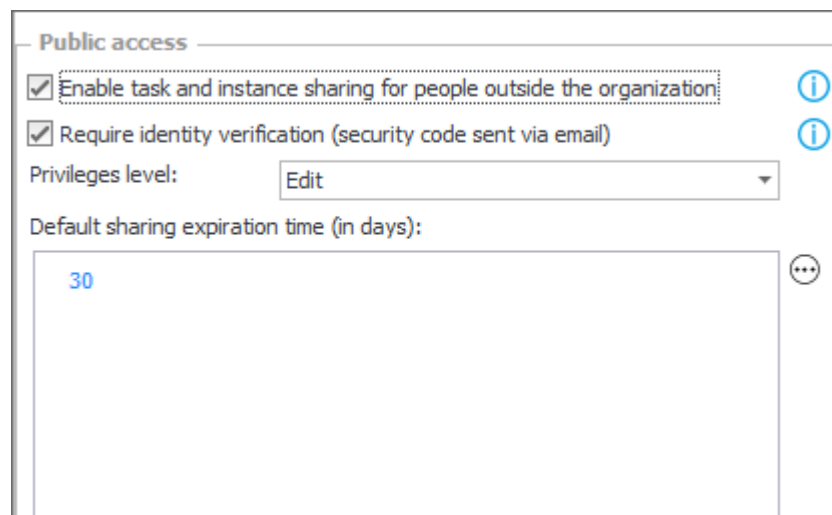 Public access
Enable task and instance sharing for people outside the organization
Require identity verification (security code sent via email)
Privileges level: Edit
Default sharing expiration time (in days):
30